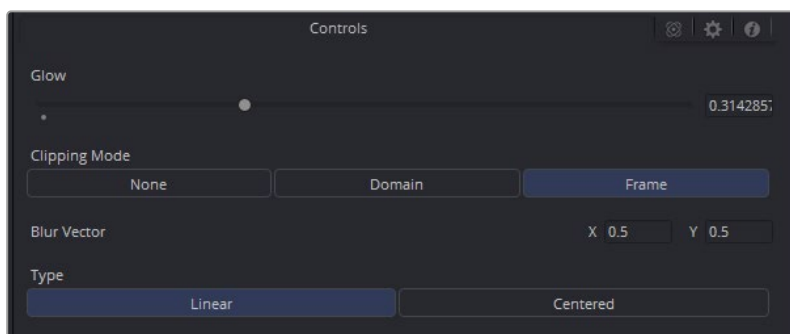 Controls
Glow
0.3142857
Clipping Mode
None Domain Frame
Blur Vector X 0.5 Y 0.5
Type
Linear Centered